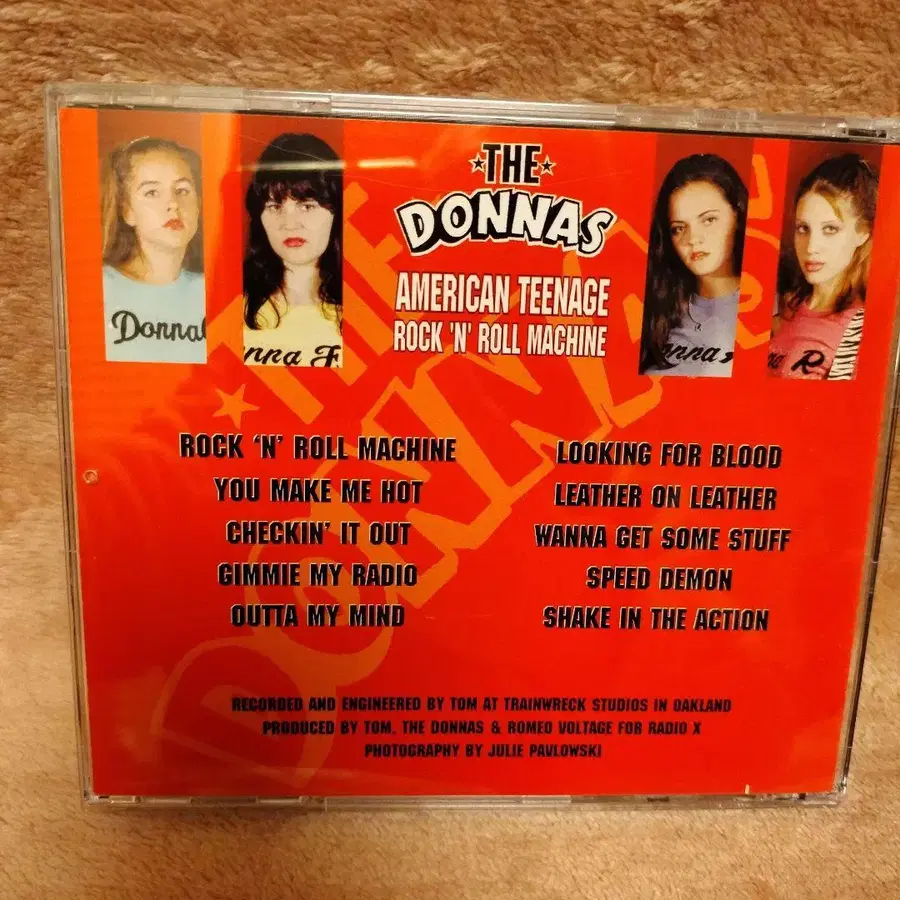 THE
DONNAS
AMERICAN TEENAGE
ROCK 'N' ROLL MACHINE
Donna
nna F
onna
R
ROCK 'N' ROLL MACHINE
YOU MAKE ME HOT
CHECKIN' IT OUT
GIMMIE MY RADIO
OUTTA MY MIND
LOOKING FOR BLOOD
LEATHER ON LEATHER
WANNA GET SOME STUFF
SPEED DEMON
SHAKE IN THE ACTION
RECORDED AND ENGINEERED BY TOM AT TRAINWRECK STUDIOS IN OAKLAND
PRODUCED BY TOM, THE DONNAS & ROMEO VOLTAGE FOR RADIO X
PHOTOGRAPHY BY JULIE PAVLOWSKI